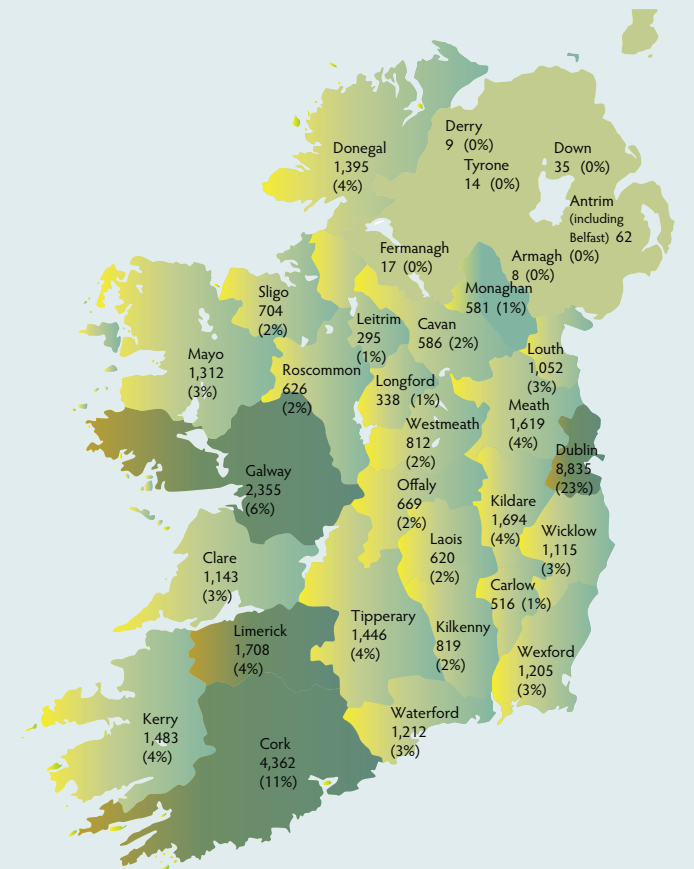 Derry
9 (0%)
Tyrone
14 (0%)
Down
35 (0%)
Donegal
1,395
(4%)
Antrim
(including
Belfast) 62
(0%)
Fermanagh
17 (0%)
Armagh
8 (0%)
Monaghan
581 (1%)
Sligo
704
(2%)
Leitrim
295
(1%)
Cavan
586 (2%)
Mayo
1,312
(3%)
Louth
1,052
(3%)
Roscommon
626
(2%)
Longford
338 (1%)
Meath
1,619
(4%)
Westmeath
812
(2%)
Dublin
8,835
(23%)
Galway
2,355
(6%)
Offaly
669
(2%)
Kildare
1,694
(4%)
Laois
620
(2%)
Wicklow
1,115
(3%)
Clare
1,143
(3%)
Carlow
516 (1%)
Tipperary
1,446
(4%)
Kilkenny
819
(2%)
Limerick
1,708
(4%)
Wexford
1,205
(3%)
Waterford
1,212
(3%)
Kerry
1,483
(4%)
Cork
4,362
(11%)